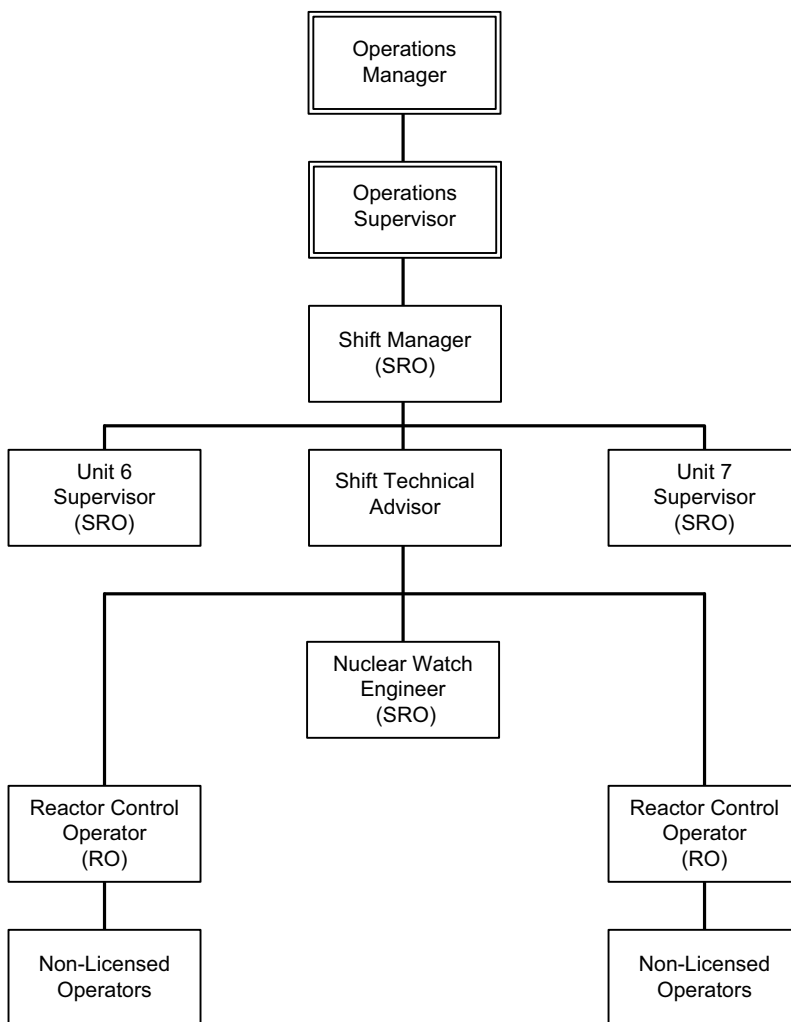 Operations
Manager
Operations
Supervisor
Shift Manager
(SRO)
Unit 6
Supervisor
(SRO)
Shift Technical
Advisor
Unit 7
Supervisor
(SRO)
Nuclear Watch
Engineer
(SRO)
Reactor Control
Operator
(RO)
Reactor Control
Operator
(RO)
Non-Licensed
Operators
Non-Licensed
Operators